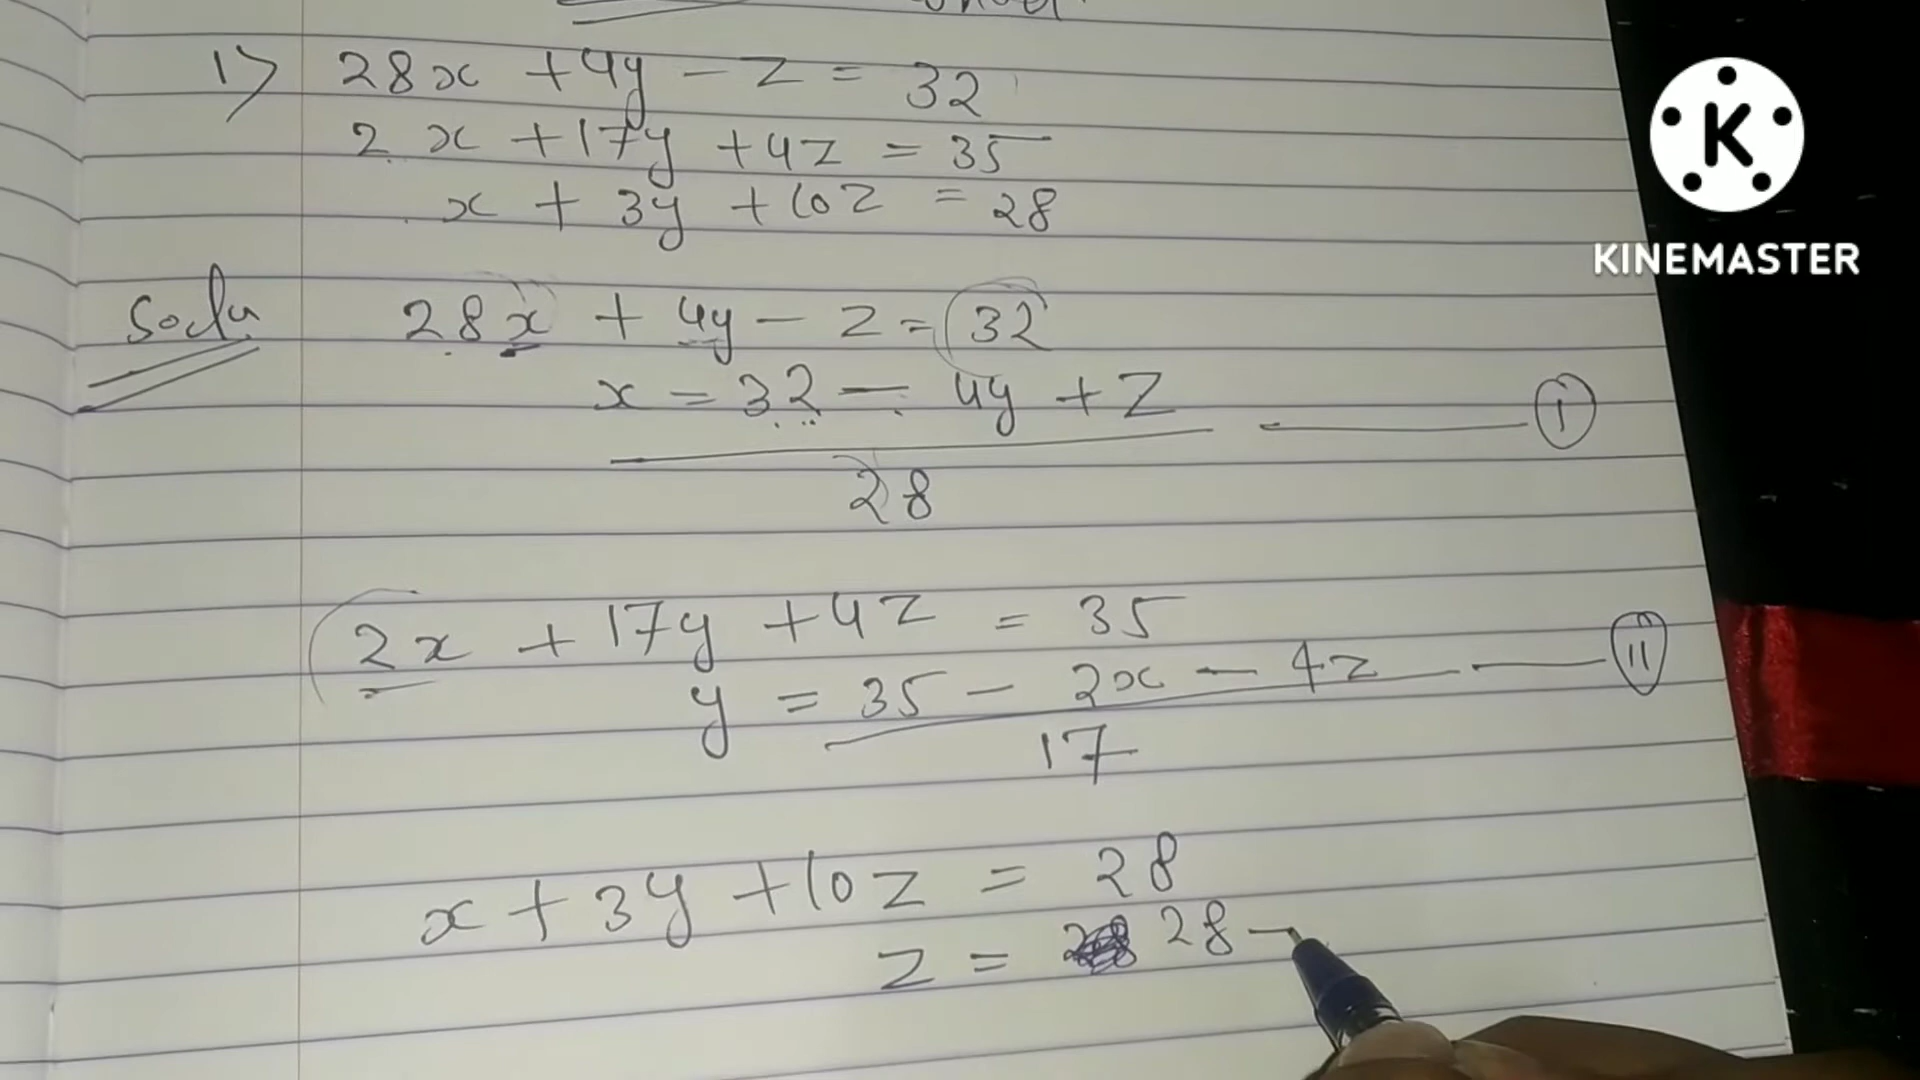 1) 28x + 4y - z = 32
2x + 17y + 4z = 35
x + 3y + 10z = 28
Soln 28x + 4y - z = 32
x = 32 - 4y + z (I)
28
2x + 17y + 4z = 35
y = 35 - 2x - 4z (II)
17
x + 3y + 10z = 28
z = 28 -
K
KINEMASTER